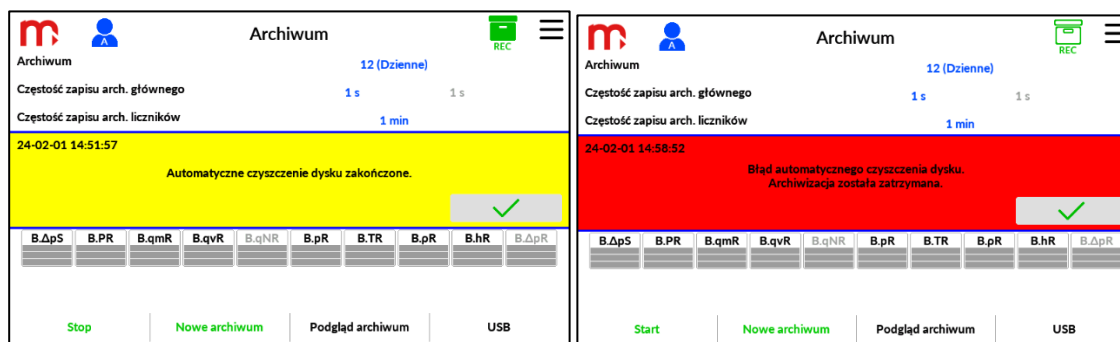 Archiwum
A
REC
Archiwum
12 (Dzienne)
Częstość zapisu arch. głównego
1 s
1 s
Częstość zapisu arch. liczników
1 min
24-02-01 14:51:57
Automatyczne czyszczenie dysku zakończone.
B.ΔpS B.PR B.qmR B.qvR B.qNR B.pR B.TR B.ρR B.hR B.ΔpR
Stop Nowe archiwum Podgląd archiwum USB
Archiwum
A
REC
Archiwum
12 (Dzienne)
Częstość zapisu arch. głównego
1 s
1 s
Częstość zapisu arch. liczników
1 min
24-02-01 14:58:52
Błąd automatycznego czyszczenia dysku.
Archiwizacja została zatrzymana.
B.ΔpS B.PR B.qmR B.qvR B.qNR B.pR B.TR B.ρR B.hR B.ΔpR
Start Nowe archiwum Podgląd archiwum USB